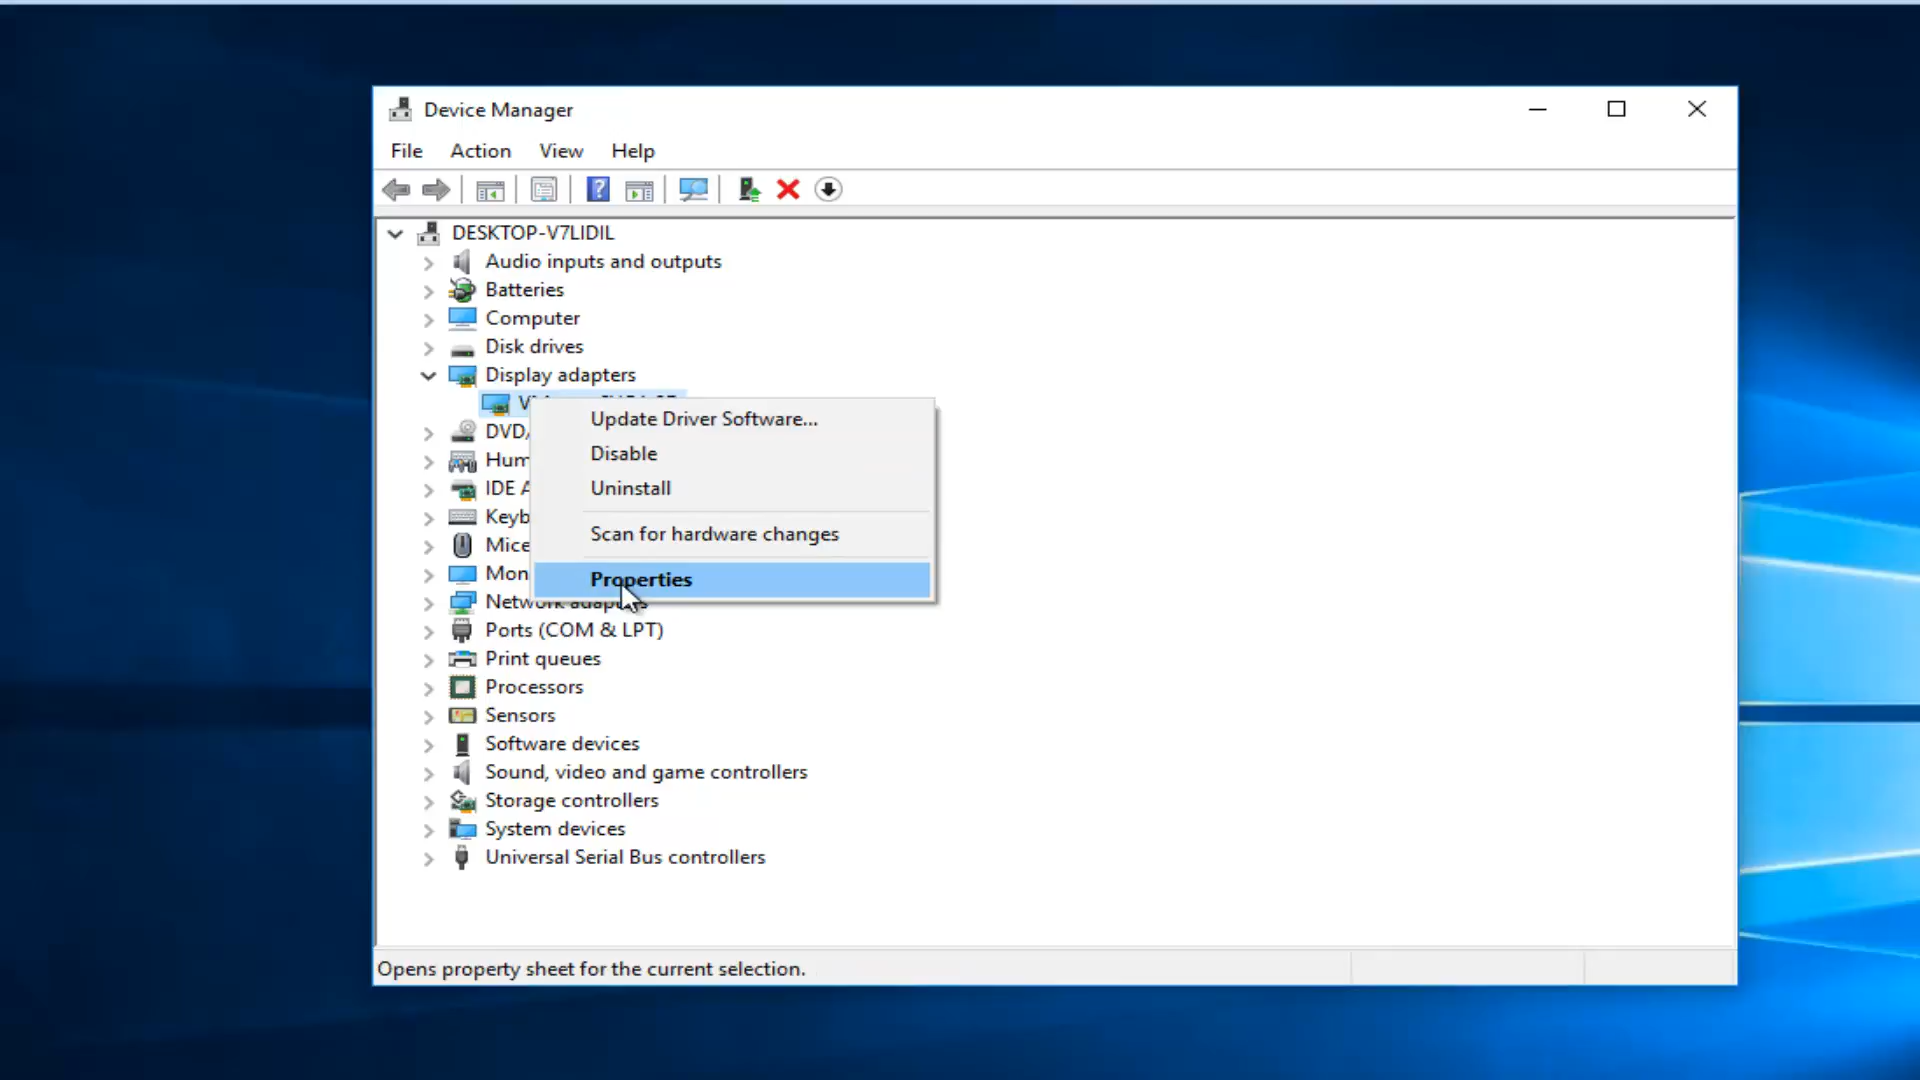 Device Manager
File Action View Help
DESKTOP-V7LIDIL
Audio inputs and outputs
Batteries
Computer
Disk drives
Display adapters
Update Driver Software...
DVD/
Disable
Hum
Uninstall
IDE A
Keyb
Scan for hardware changes
Mice
Mon
Properties
Network adapters
Ports (COM & LPT)
Print queues
Processors
Sensors
Software devices
Sound, video and game controllers
Storage controllers
System devices
Universal Serial Bus controllers
Opens property sheet for the current selection.